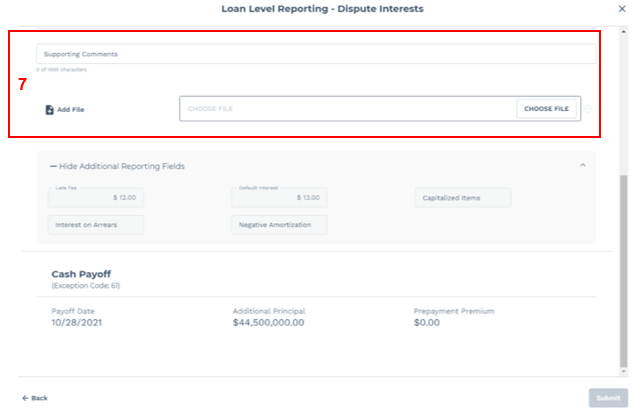 Loan Level Reporting - Dispute Interests
7
Supporting Comments
0 of 1000 characters
Add File
CHOOSE FILE
CHOOSE FILE
Hide Additional Reporting Fields
Late Fee
$ 12.00
Default Interest
$ 13.00
Capitalized Items
Interest on Arrears
Negative Amortization
Cash Payoff
(Exception Code: 61)
Payoff Date
Additional Principal
Prepayment Premium
10/28/2021
$44,500,000.00
$0.00
Back
Submit